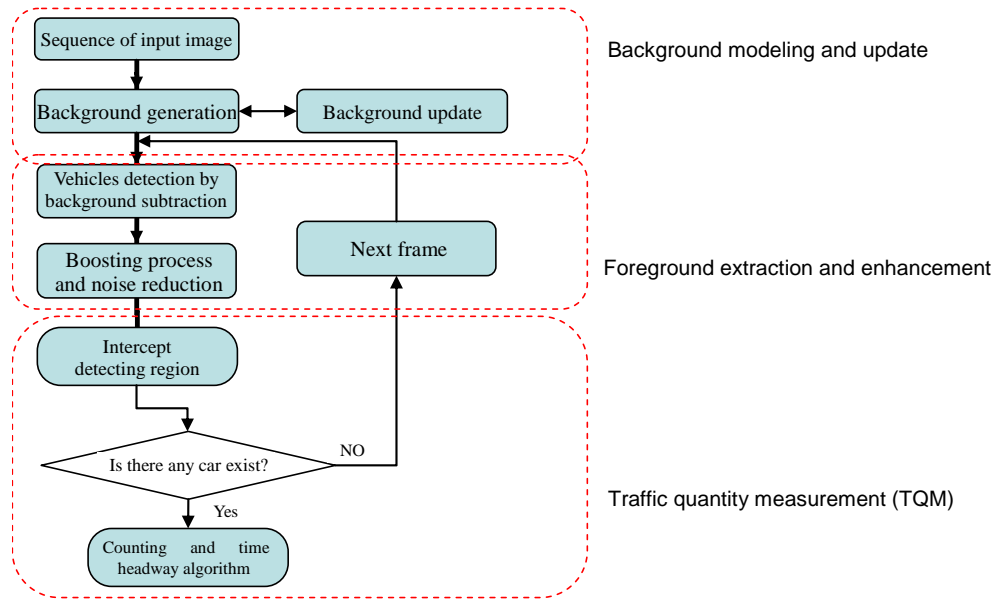 Sequence of input image
Background modeling and update
Background generation
Background update
Vehicles detection by
background subtraction
Next frame
Boosting process
and noise reduction
Foreground extraction and enhancement
Intercept
detecting region
Is there any car exist?
NO
Yes
Traffic quantity measurement (TQM)
Counting and time
headway algorithm